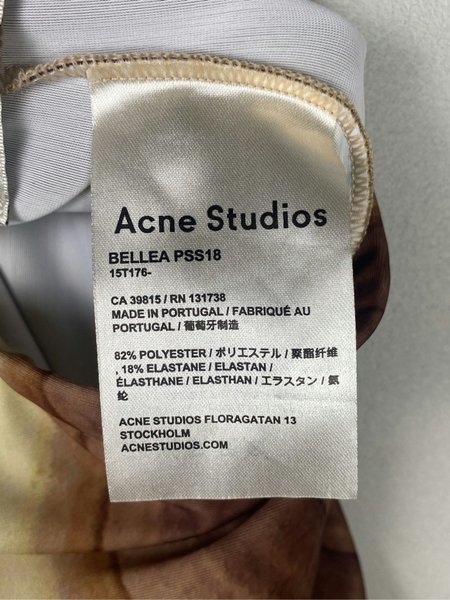 Acne Studios
BELLEA PSS18
15T176-
CA 39815 / RN 131738
MADE IN PORTUGAL / FABRIQUÉ AU
PORTUGAL / 葡萄牙制造
82% POLYESTER / ポリエステル / 聚酯纤维
, 18% ELASTANE / ELASTAN /
ÉLASTHANE / ELASTHAN / エラスタン / 氨
纶
ACNE STUDIOS FLORAGATAN 13
STOCKHOLM
ACNESTUDIOS.COM